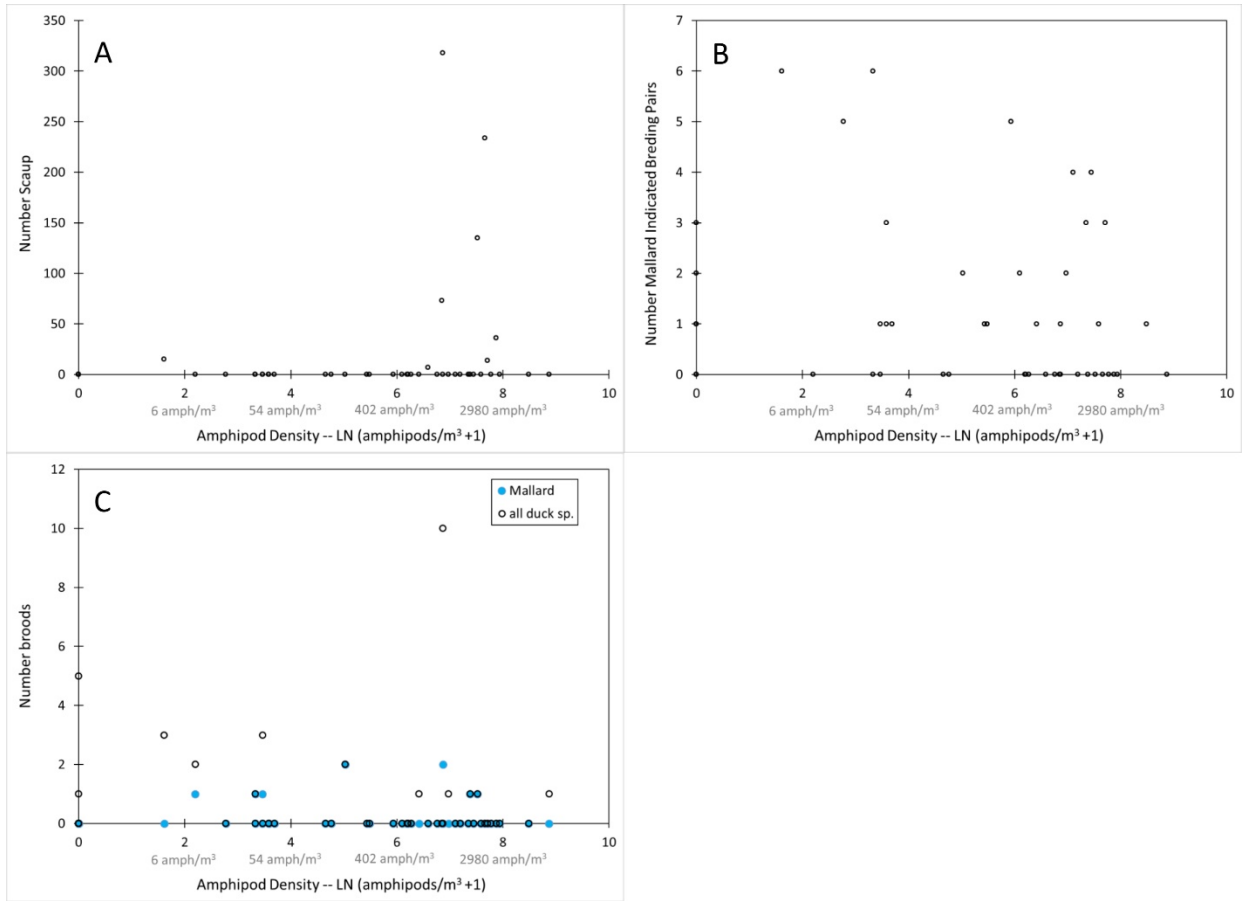 A
Number Scaup
350
300
250
200
150
100
50
0
0 2 4 6 8 10
6 amph/m³ 54 amph/m³ 402 amph/m³ 2980 amph/m³
Amphipod Density -- LN (amphipods/m³ +1)
B
Number Mallard Indicated Breding Pairs
7
6
5
4
3
2
1
0
0 2 4 6 8 10
6 amph/m³ 54 amph/m³ 402 amph/m³ 2980 amph/m³
Amphipod Density -- LN (amphipods/m³ +1)
C
Mallard
all duck sp.
Number broods
12
10
8
6
4
2
0
0 2 4 6 8 10
6 amph/m³ 54 amph/m³ 402 amph/m³ 2980 amph/m³
Amphipod Density -- LN (amphipods/m³ +1)